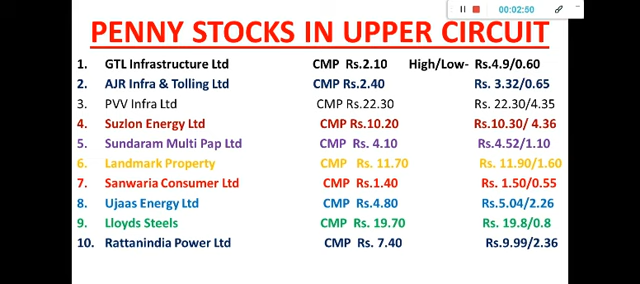 00:02:50
PENNY STOCKS IN UPPER CIRCUIT
1. GTL Infrastructure Ltd CMP Rs.2.10 High/Low- Rs.4.9/0.60
2. AJR Infra & Tolling Ltd CMP Rs.2.40 Rs. 3.32/0.65
3. PVV Infra Ltd CMP Rs.22.30 Rs. 22.30/4.35
4. Suzlon Energy Ltd CMP Rs.10.20 Rs.10.30/ 4.36
5. Sundaram Multi Pap Ltd CMP Rs. 4.10 Rs.4.52/1.10
6. Landmark Property CMP Rs. 11.70 Rs. 11.90/1.60
7. Sanwaria Consumer Ltd CMP Rs.1.40 Rs. 1.50/0.55
8. Ujaas Energy Ltd CMP Rs.4.80 Rs.5.04/2.26
9. Lloyds Steels CMP Rs. 19.70 Rs. 19.8/0.8
10. Rattanindia Power Ltd CMP Rs. 7.40 Rs.9.99/2.36